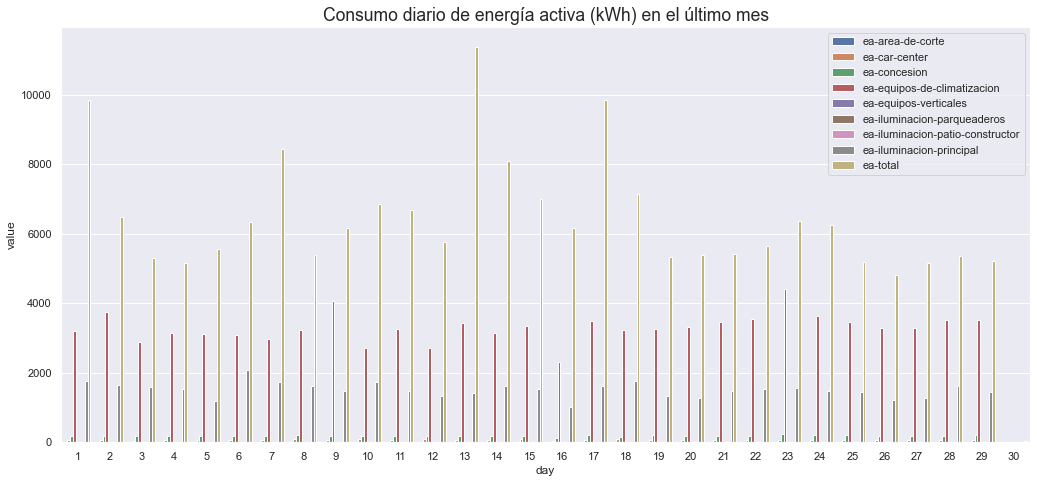 Consumo diario de energía activa (kWh) en el último mes
ea-area-de-corte
ea-car-center
ea-concesion
ea-equipos-de-climatizacion
ea-equipos-verticales
ea-iluminacion-parqueaderos
ea-iluminacion-patio-constructor
ea-iluminacion-principal
ea-total
value
10000
8000
6000
4000
2000
0
1 2 3 4 5 6 7 8 9 10 11 12 13 14 15 16 17 18 19 20 21 22 23 24 25 26 27 28 29 30
day